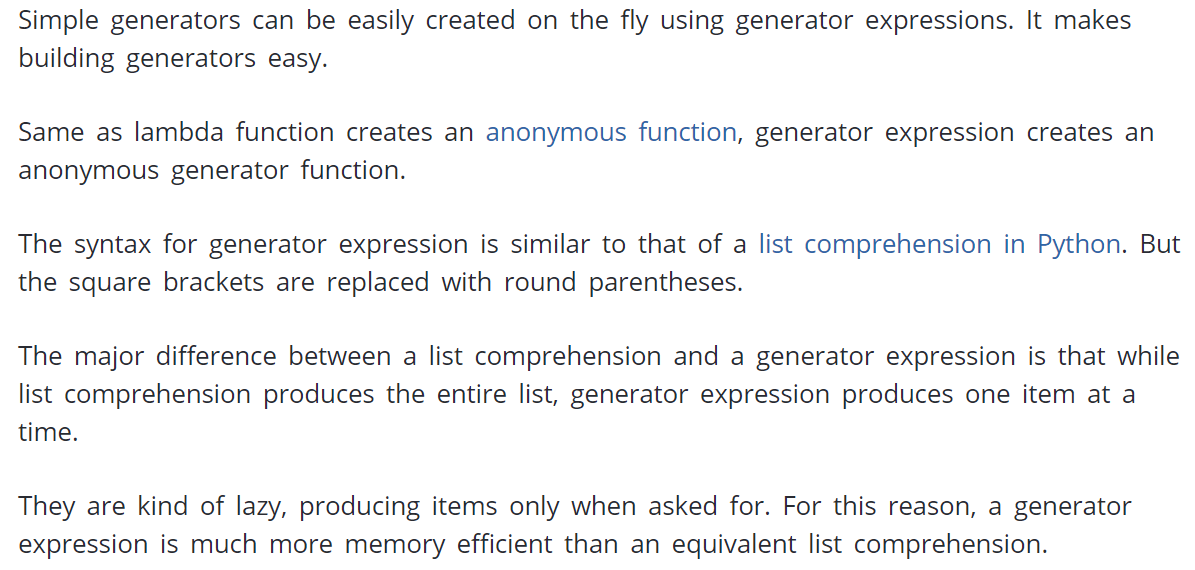 Simple generators can be easily created on the fly using generator expressions. It makes
building generators easy.
Same as lambda function creates an anonymous function, generator expression creates an
anonymous generator function.
The syntax for generator expression is similar to that of a list comprehension in Python. But
the square brackets are replaced with round parentheses.
The major difference between a list comprehension and a generator expression is that while
list comprehension produces the entire list, generator expression produces one item at a
time.
They are kind of lazy, producing items only when asked for. For this reason, a generator
expression is much more memory efficient than an equivalent list comprehension.